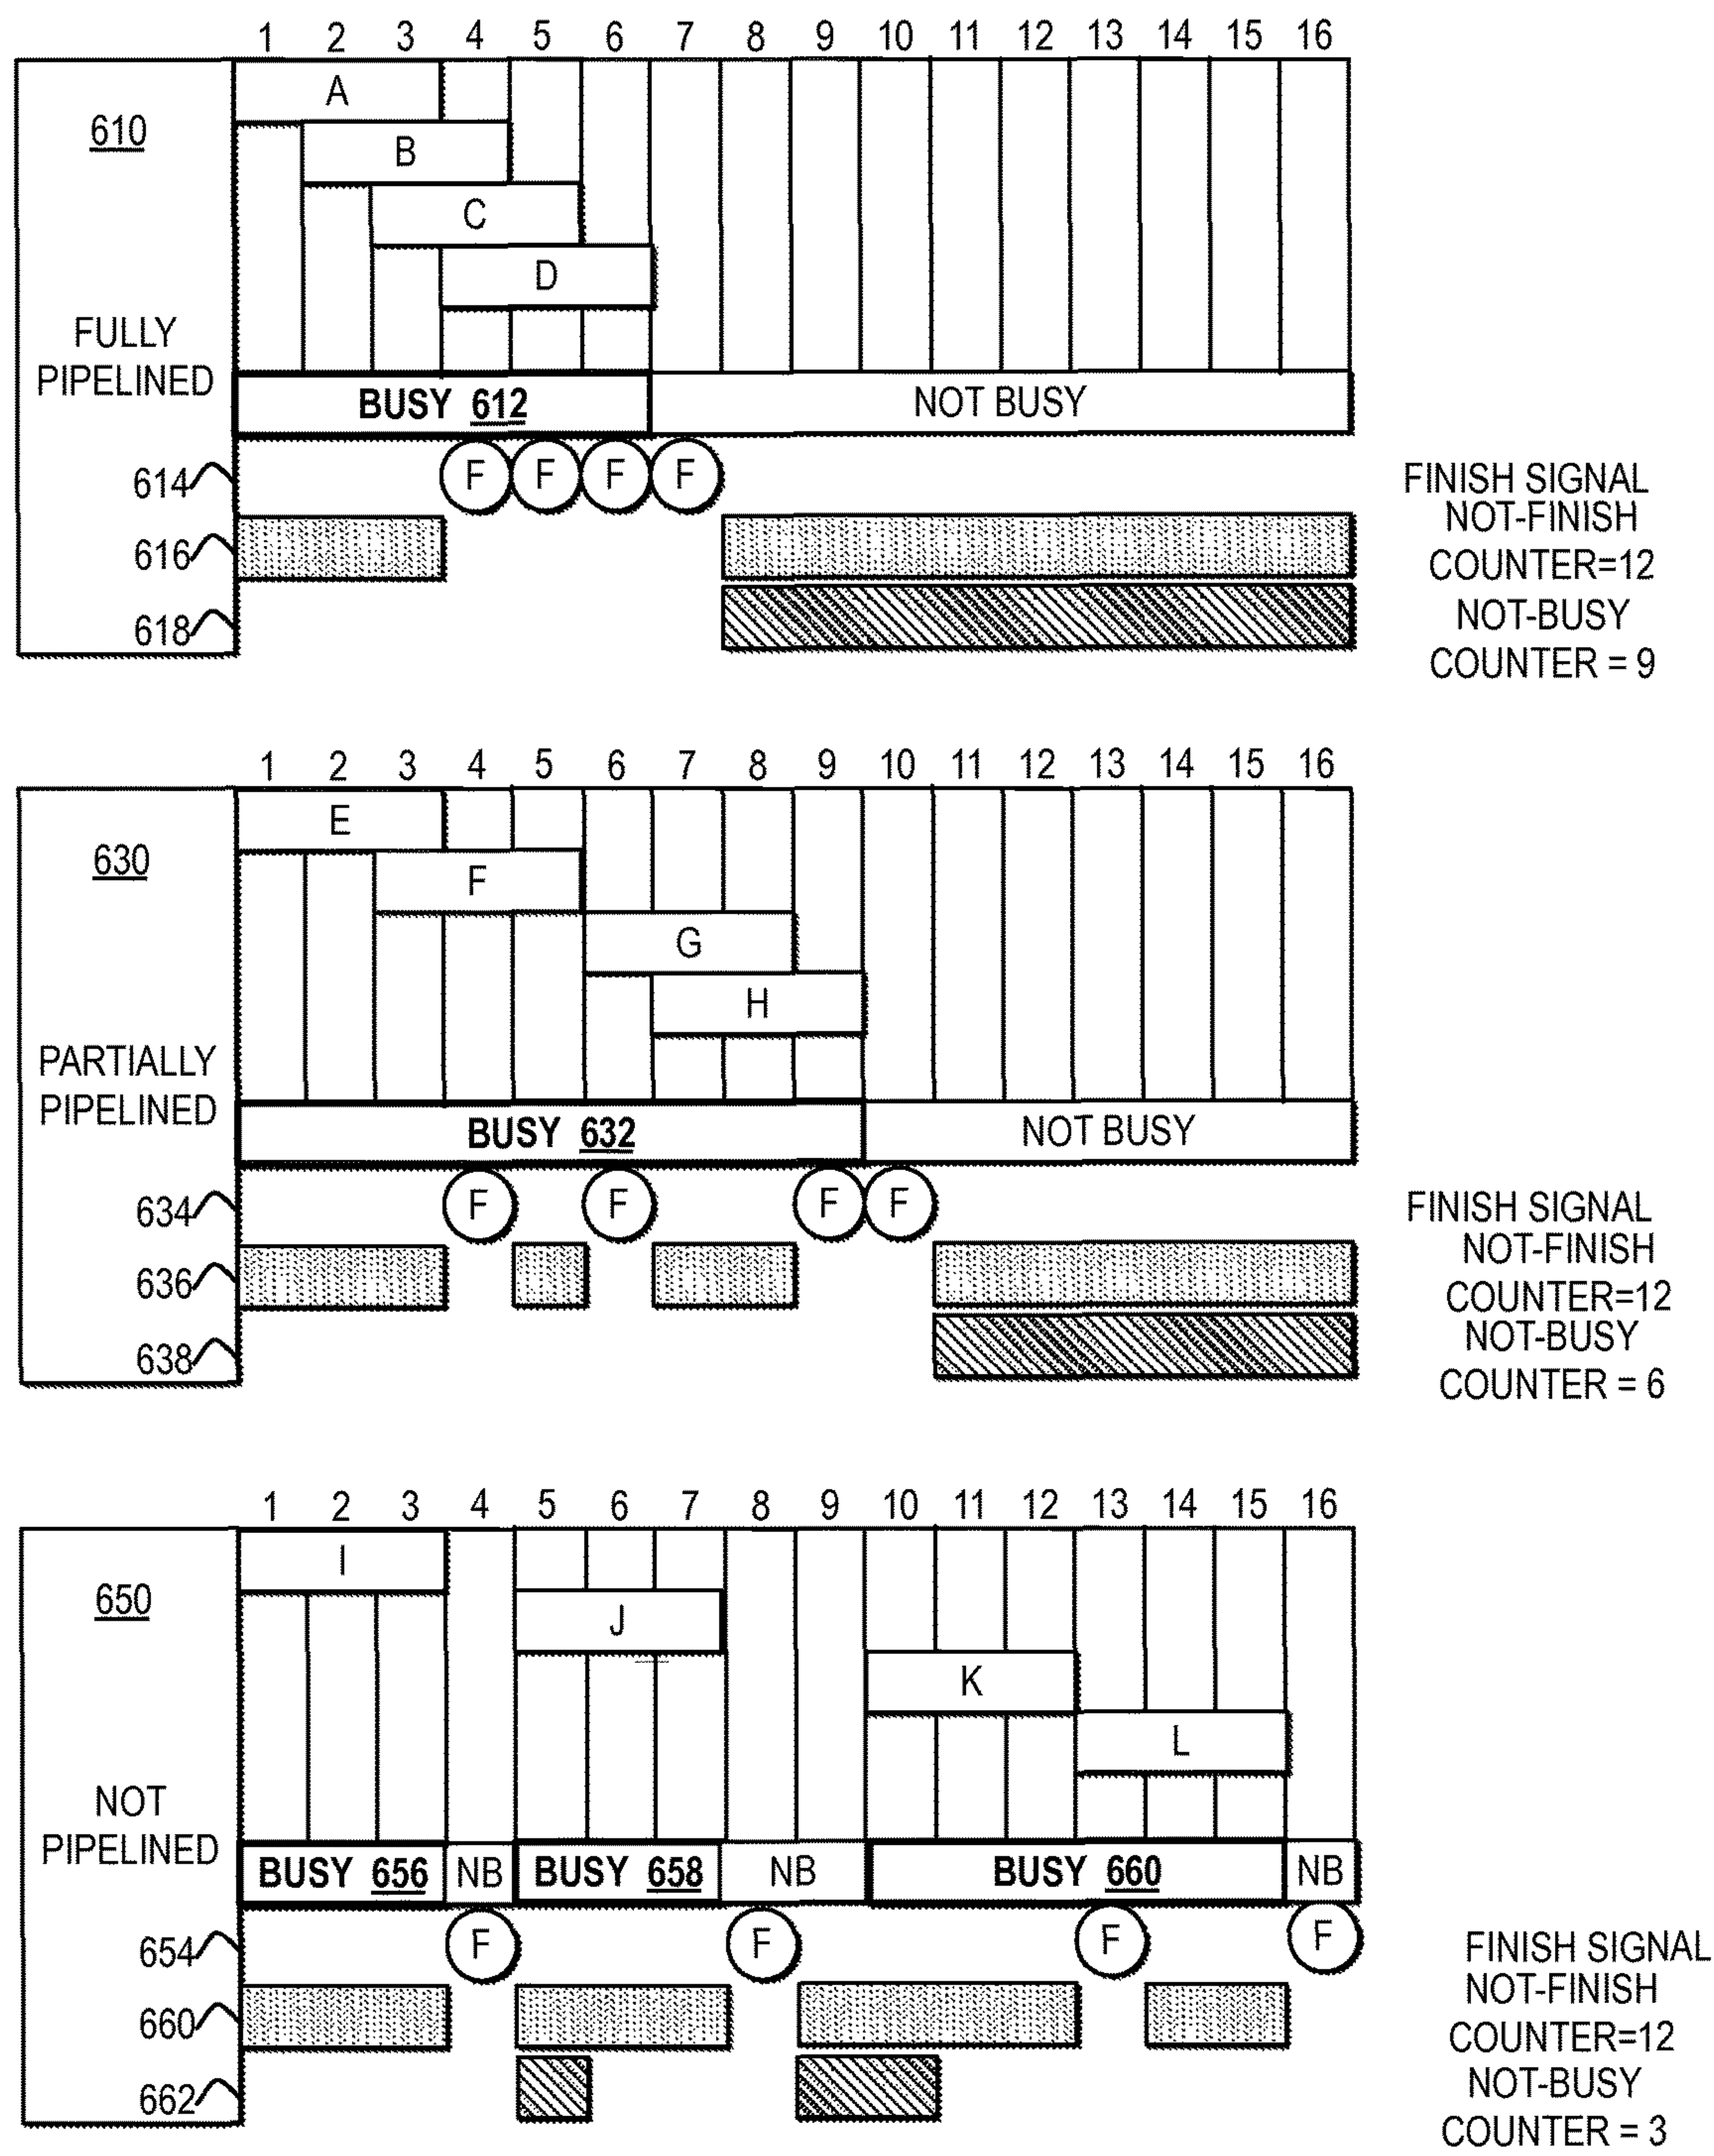 1 2 3 4 5 6 7 8 9 10 11 12 13 14 15 16
A
610
B
C
D
FULLY
PIPELINED
BUSY 612 NOT BUSY
614 F F F F FINISH SIGNAL
NOT-FINISH
616 COUNTER=12
618 NOT-BUSY
COUNTER = 9
1 2 3 4 5 6 7 8 9 10 11 12 13 14 15 16
E
630
F
G
H
PARTIALLY
PIPELINED
BUSY 632 NOT BUSY
634 F F F F FINISH SIGNAL
NOT-FINISH
636 COUNTER=12
NOT-BUSY
638 COUNTER = 6
1 2 3 4 5 6 7 8 9 10 11 12 13 14 15 16
I
650
J
K
L
NOT
PIPELINED
BUSY 656 NB BUSY 658 NB BUSY 660 NB
654 F F F F FINISH SIGNAL
NOT-FINISH
660 COUNTER=12
NOT-BUSY
662 COUNTER = 3